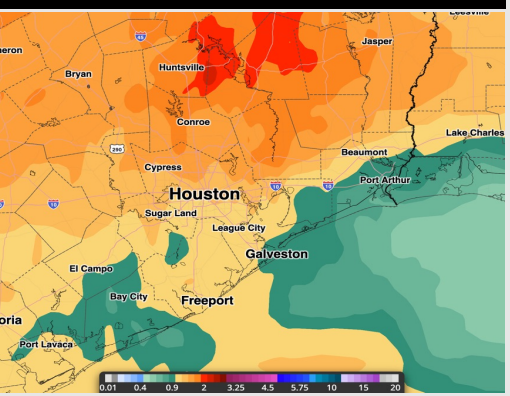 Leesville
45
Jasper
eron
Huntsville
Bryan
Conroe
Lake Charles
290
Beaumont
Cypress
Port Arthur
10
10
Houston
10
Sugar Land
League City
Galveston
El Campo
Bay City
Freeport
oria
Port Lavaca
0.01 0.4 0.9 2 3.25 4.5 5.75 10 15 20